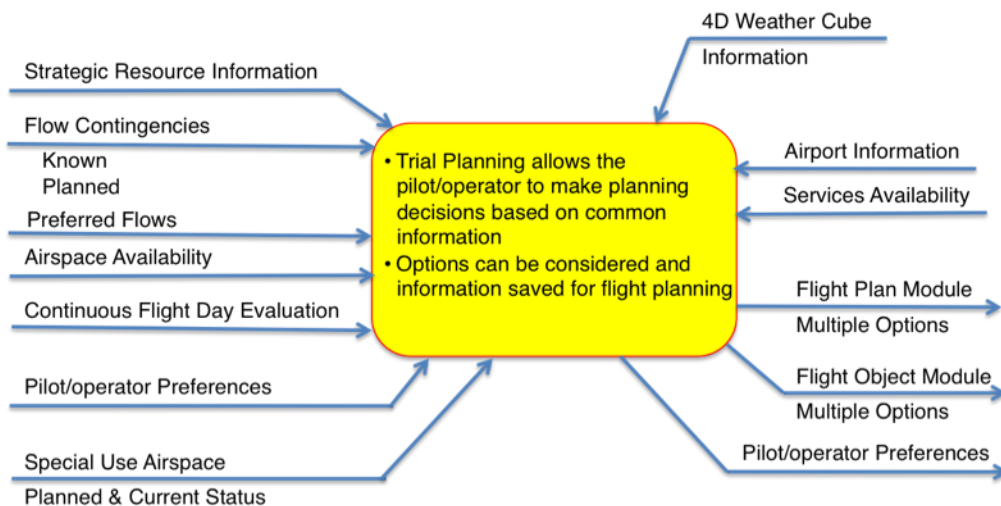 4D Weather Cube
Information
Strategic Resource Information
Flow Contingencies
Known
Planned
Preferred Flows
Airspace Availability
Continuous Flight Day Evaluation
Pilot/operator Preferences
Special Use Airspace
Planned & Current Status
• Trial Planning allows the
pilot/operator to make planning
decisions based on common
information
• Options can be considered and
information saved for flight planning
Airport Information
Services Availability
Flight Plan Module
Multiple Options
Flight Object Module
Multiple Options
Pilot/operator Preferences